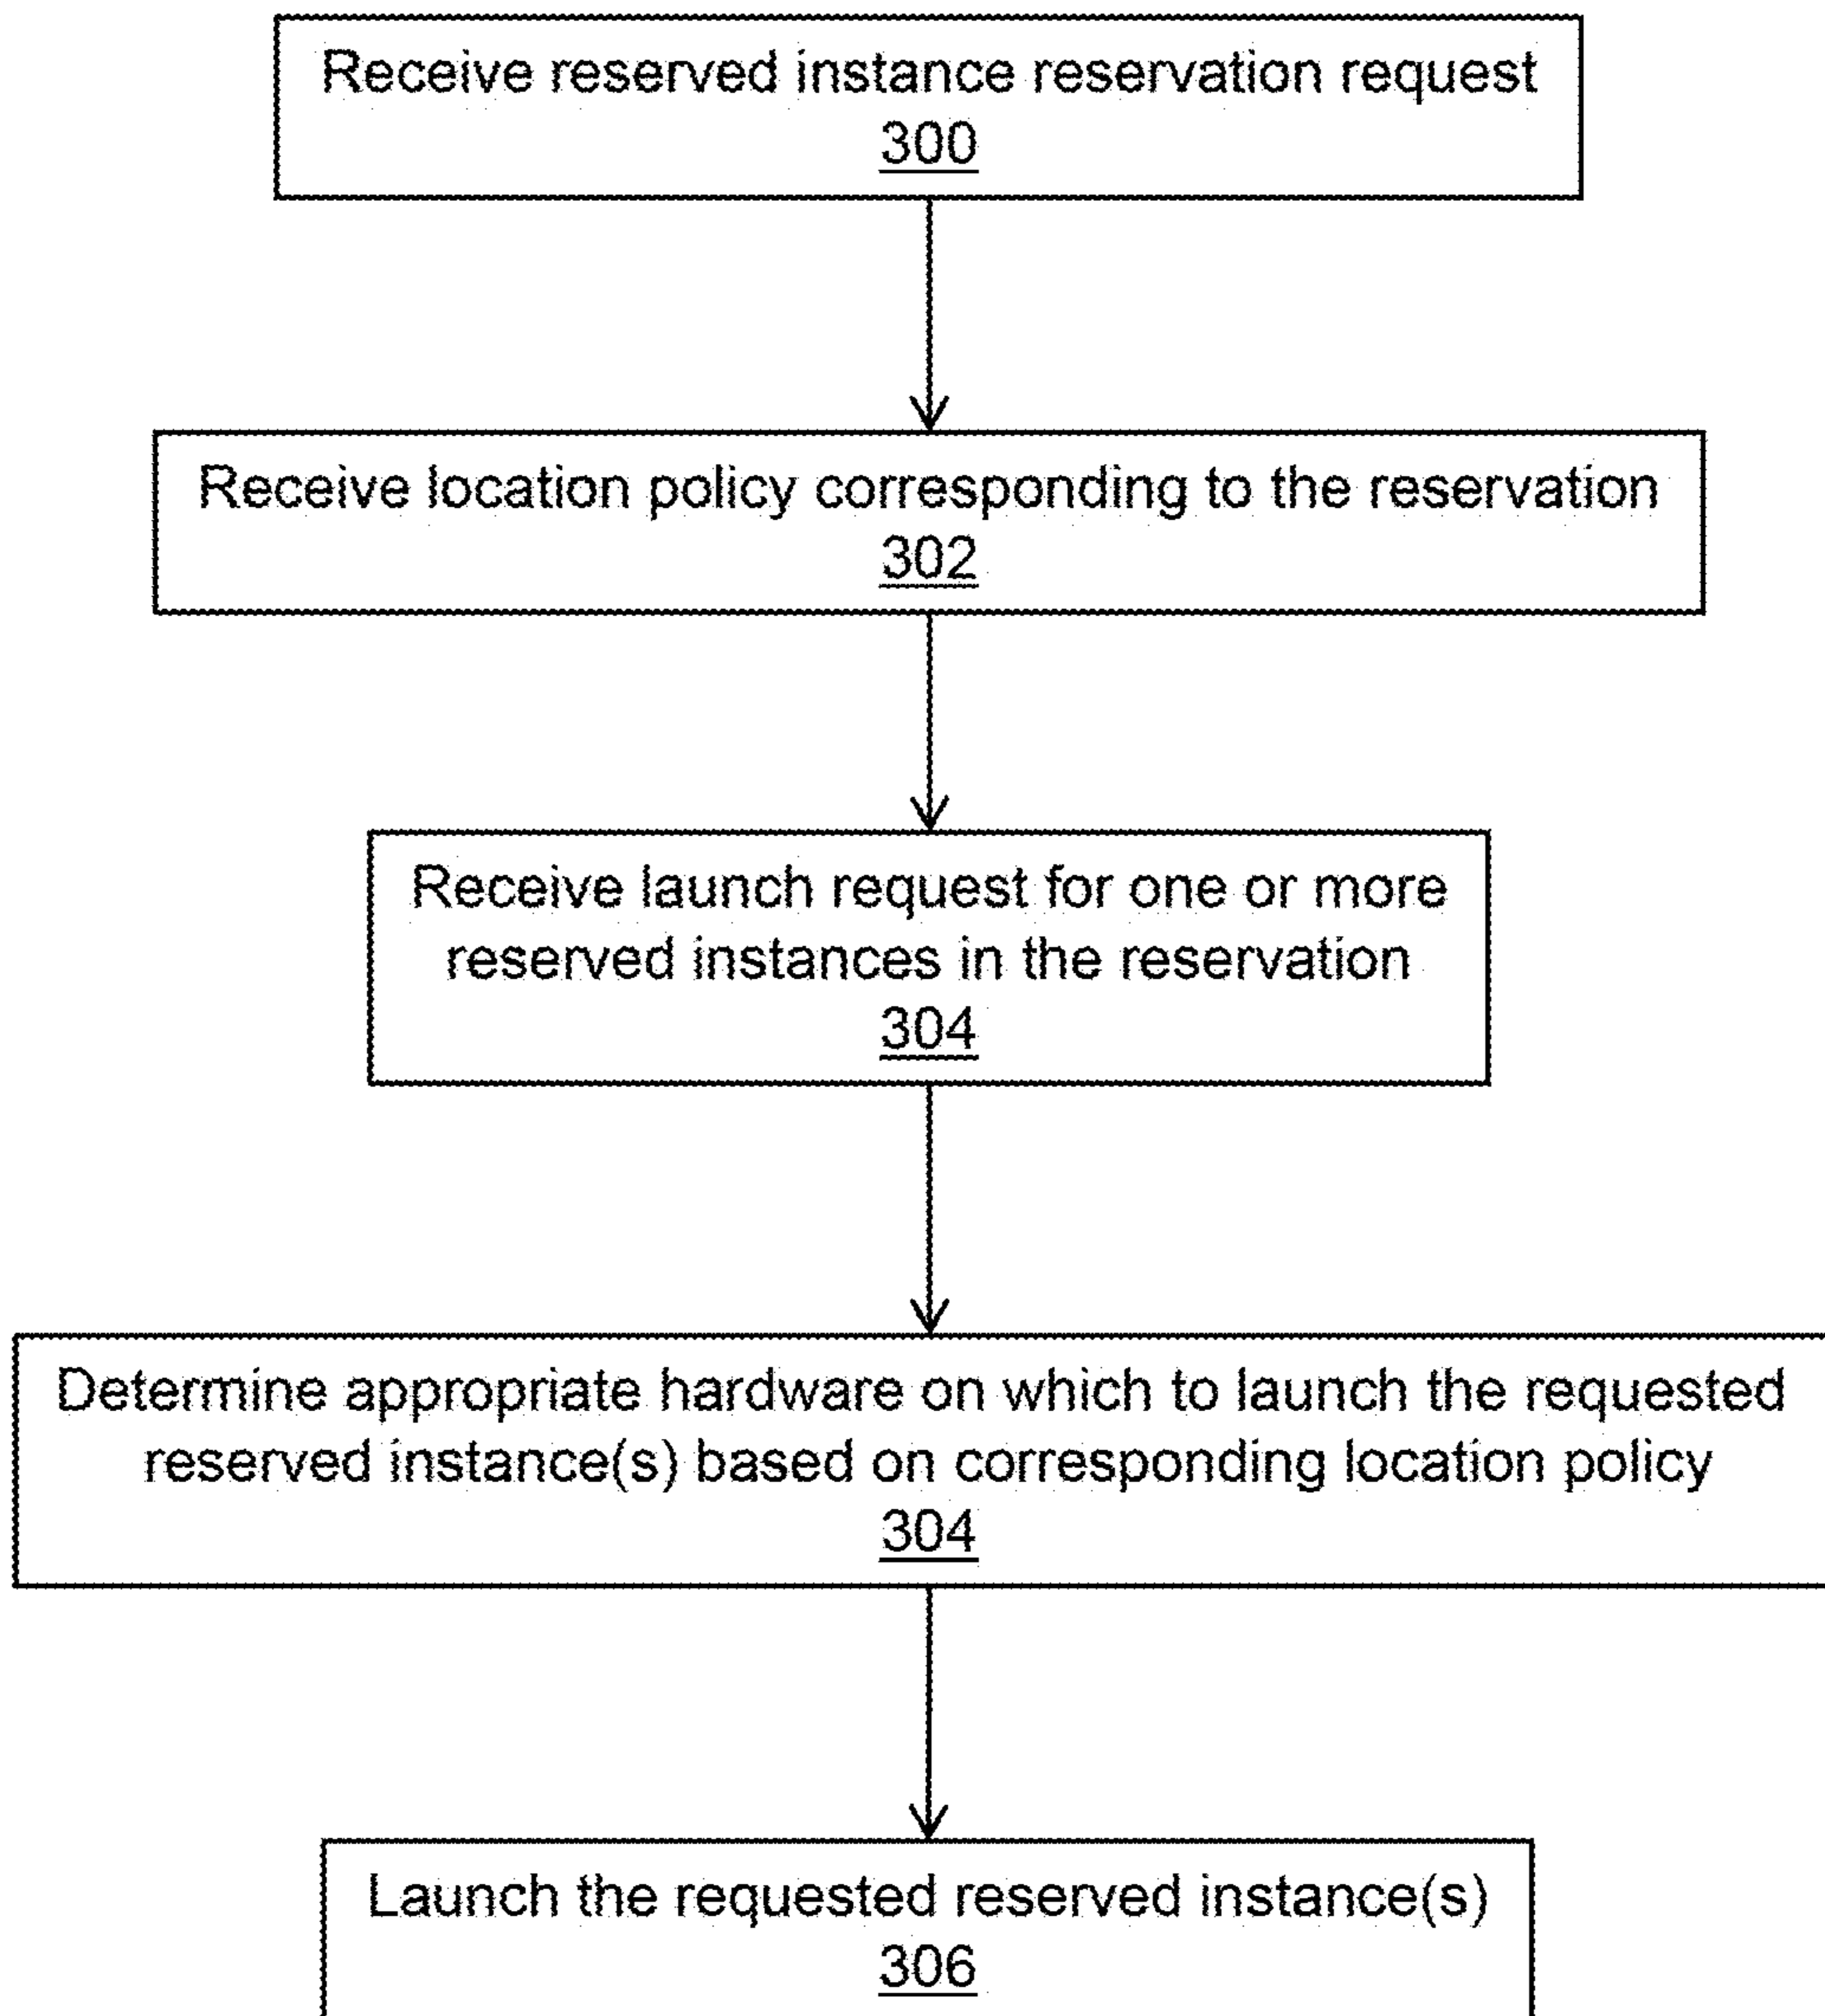 Receive reserved instance reservation request
300
Receive location policy corresponding to the reservation
302
Receive launch request for one or more
reserved instances in the reservation
304
Determine appropriate hardware on which to launch the requested
reserved instance(s) based on corresponding location policy
304
Launch the requested reserved instance(s)
306